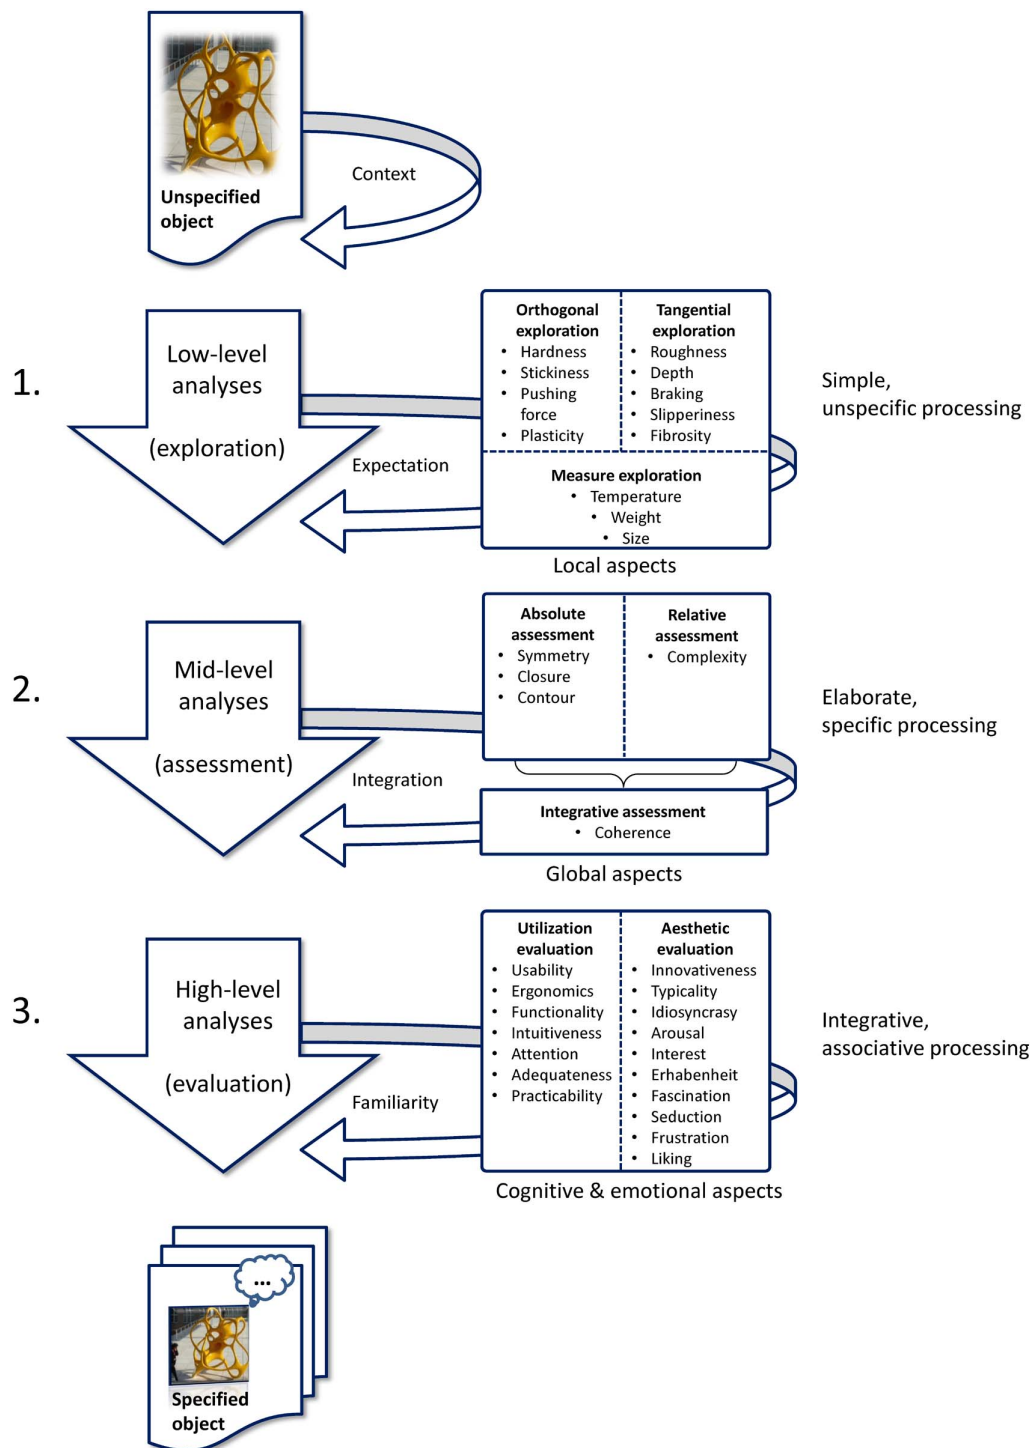 Unspecified
object
Context
1.
Low-level
analyses
(exploration)
Expectation
Orthogonal
exploration
• Hardness
• Stickiness
• Pushing
force
• Plasticity
Tangential
exploration
• Roughness
• Depth
• Braking
• Slipperiness
• Fibrosity
Measure exploration
• Temperature
• Weight
• Size
Local aspects
Simple,
unspecific processing
2.
Mid-level
analyses
(assessment)
Integration
Absolute
assessment
• Symmetry
• Closure
• Contour
Relative
assessment
• Complexity
Integrative assessment
• Coherence
Global aspects
Elaborate,
specific processing
3.
High-level
analyses
(evaluation)
Familiarity
Utilization
evaluation
• Usability
• Ergonomics
• Functionality
• Intuitiveness
• Attention
• Adequateness
• Practicability
Aesthetic
evaluation
• Innovativeness
• Typicality
• Idiosyncrasy
• Arousal
• Interest
• Erhabenheit
• Fascination
• Seduction
• Frustration
• Liking
Cognitive & emotional aspects
Integrative,
associative processing
...
Specified
object